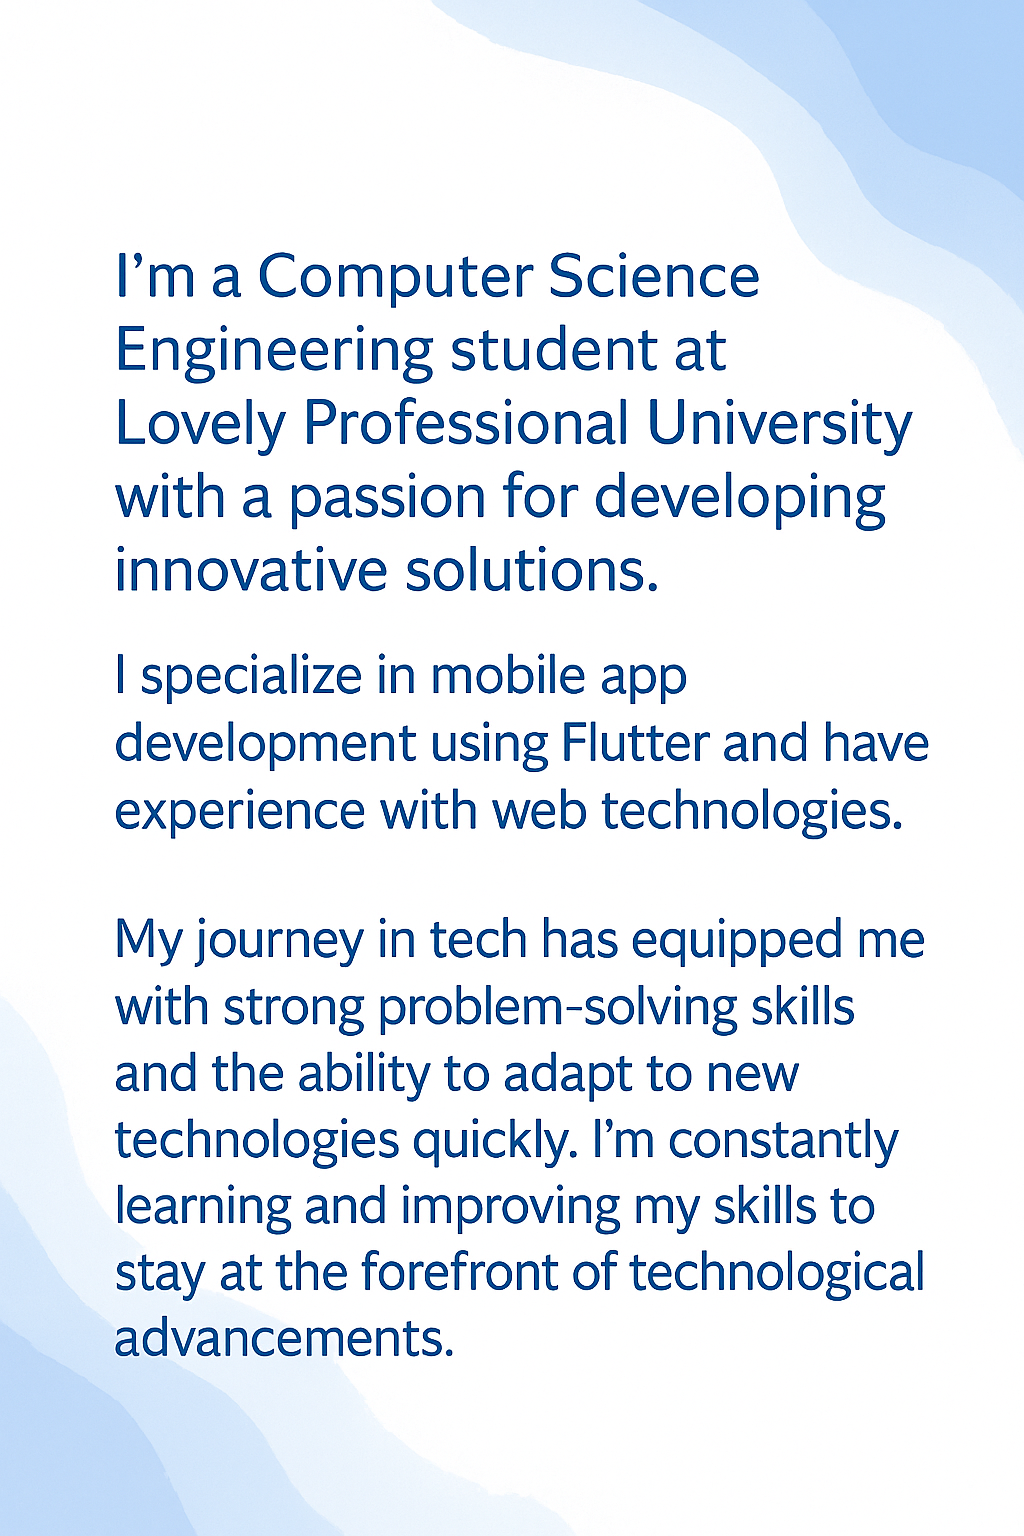 I’m a Computer Science
Engineering student at
Lovely Professional University
with a passion for developing
innovative solutions.
I specialize in mobile app
development using Flutter and have
experience with web technologies.
My journey in tech has equipped me
with strong problem-solving skills
and the ability to adapt to new
technologies quickly. I’m constantly
learning and improving my skills to
stay at the forefront of technological
advancements.